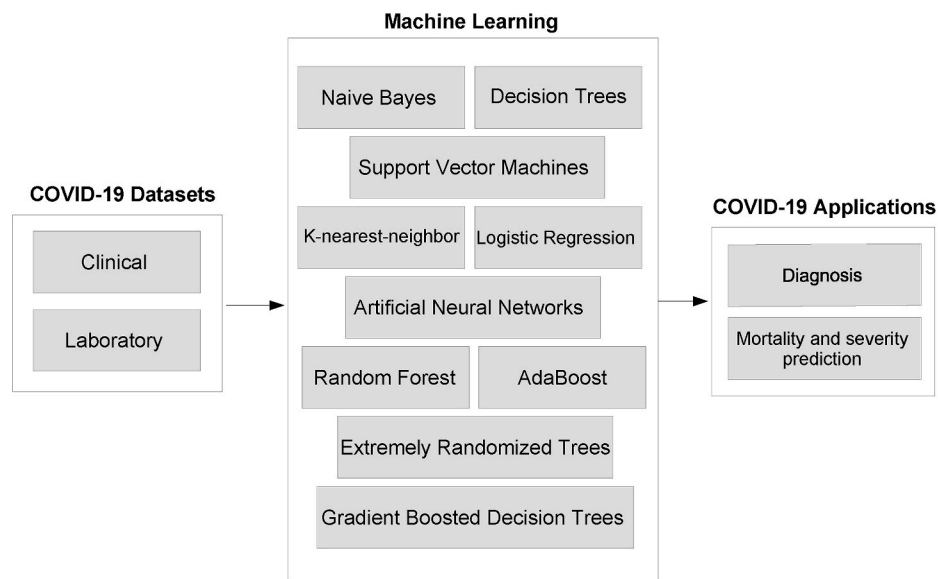 Machine Learning
Naive Bayes
Decision Trees
Support Vector Machines
K-nearest-neighbor
Logistic Regression
Artificial Neural Networks
Random Forest
AdaBoost
Extremely Randomized Trees
Gradient Boosted Decision Trees
COVID-19 Datasets
Clinical
Laboratory
COVID-19 Applications
Diagnosis
Mortality and severity
prediction